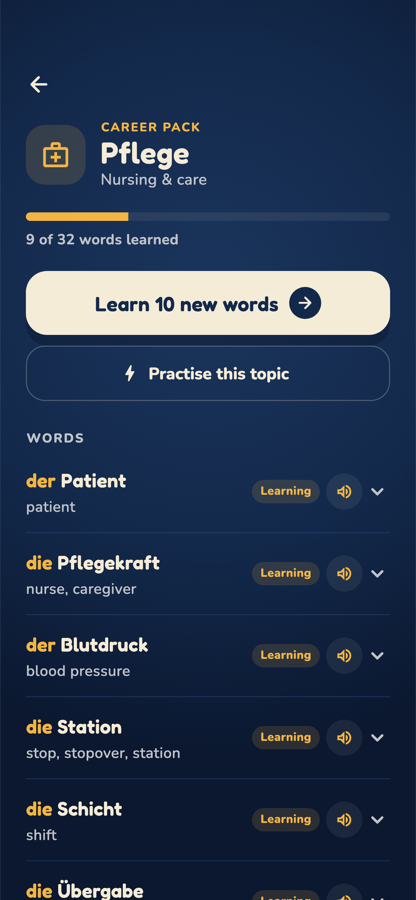 CAREER PACK
Pflege
Nursing & care
9 of 32 words learned
Learn 10 new words
Practise this topic
WORDS
der Patient
patient
Learning
die Pflegekraft
nurse, caregiver
Learning
der Blutdruck
blood pressure
Learning
die Station
stop, stopover, station
Learning
die Schicht
shift
Learning
die Übergabe
Learning